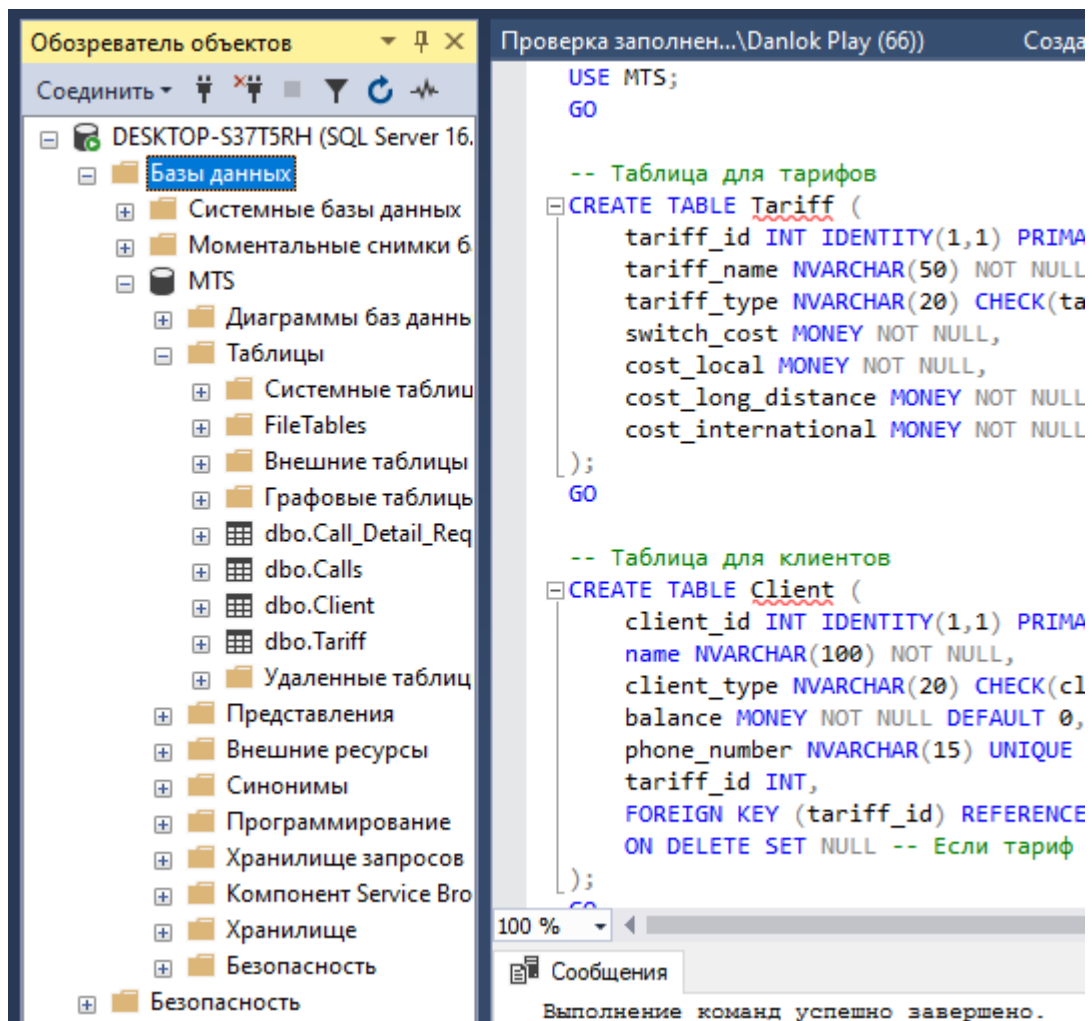 Обозреватель объектов
Соединить
DESKTOP-S37T5RH (SQL Server 16.
Базы данных
Системные базы данных
Моментальные снимки б
MTS
Диаграммы баз даннь
Таблицы
Системные таблиц
FileTables
Внешние таблицы
Графовые таблиць
dbo.Call_Detail_Req
dbo.Calls
dbo.Client
dbo.Tariff
Удаленные таблиц
Представления
Внешние ресурсы
Синонимы
Программирование
Хранилище запросов
Компонент Service Bro
Хранилище
Безопасность
Безопасность
Проверка заполнен...\Danlok Play (66))
Созда
USE MTS;
GO
-- Таблица для тарифов
CREATE TABLE Tariff (
tariff_id INT IDENTITY(1,1) PRIMA
tariff_name NVARCHAR(50) NOT NULL
tariff_type NVARCHAR(20) CHECK(ta
switch_cost MONEY NOT NULL,
cost_local MONEY NOT NULL,
cost_long_distance MONEY NOT NULL
cost_international MONEY NOT NULL
);
GO
-- Таблица для клиентов
CREATE TABLE Client (
client_id INT IDENTITY(1,1) PRIMA
name NVARCHAR(100) NOT NULL,
client_type NVARCHAR(20) CHECK(cl
balance MONEY NOT NULL DEFAULT 0,
phone_number NVARCHAR(15) UNIQUE
tariff_id INT,
FOREIGN KEY (tariff_id) REFERENCE
ON DELETE SET NULL -- Если тариф
);
GO
100 %
Сообщения
Выполнение команд успешно завершено.